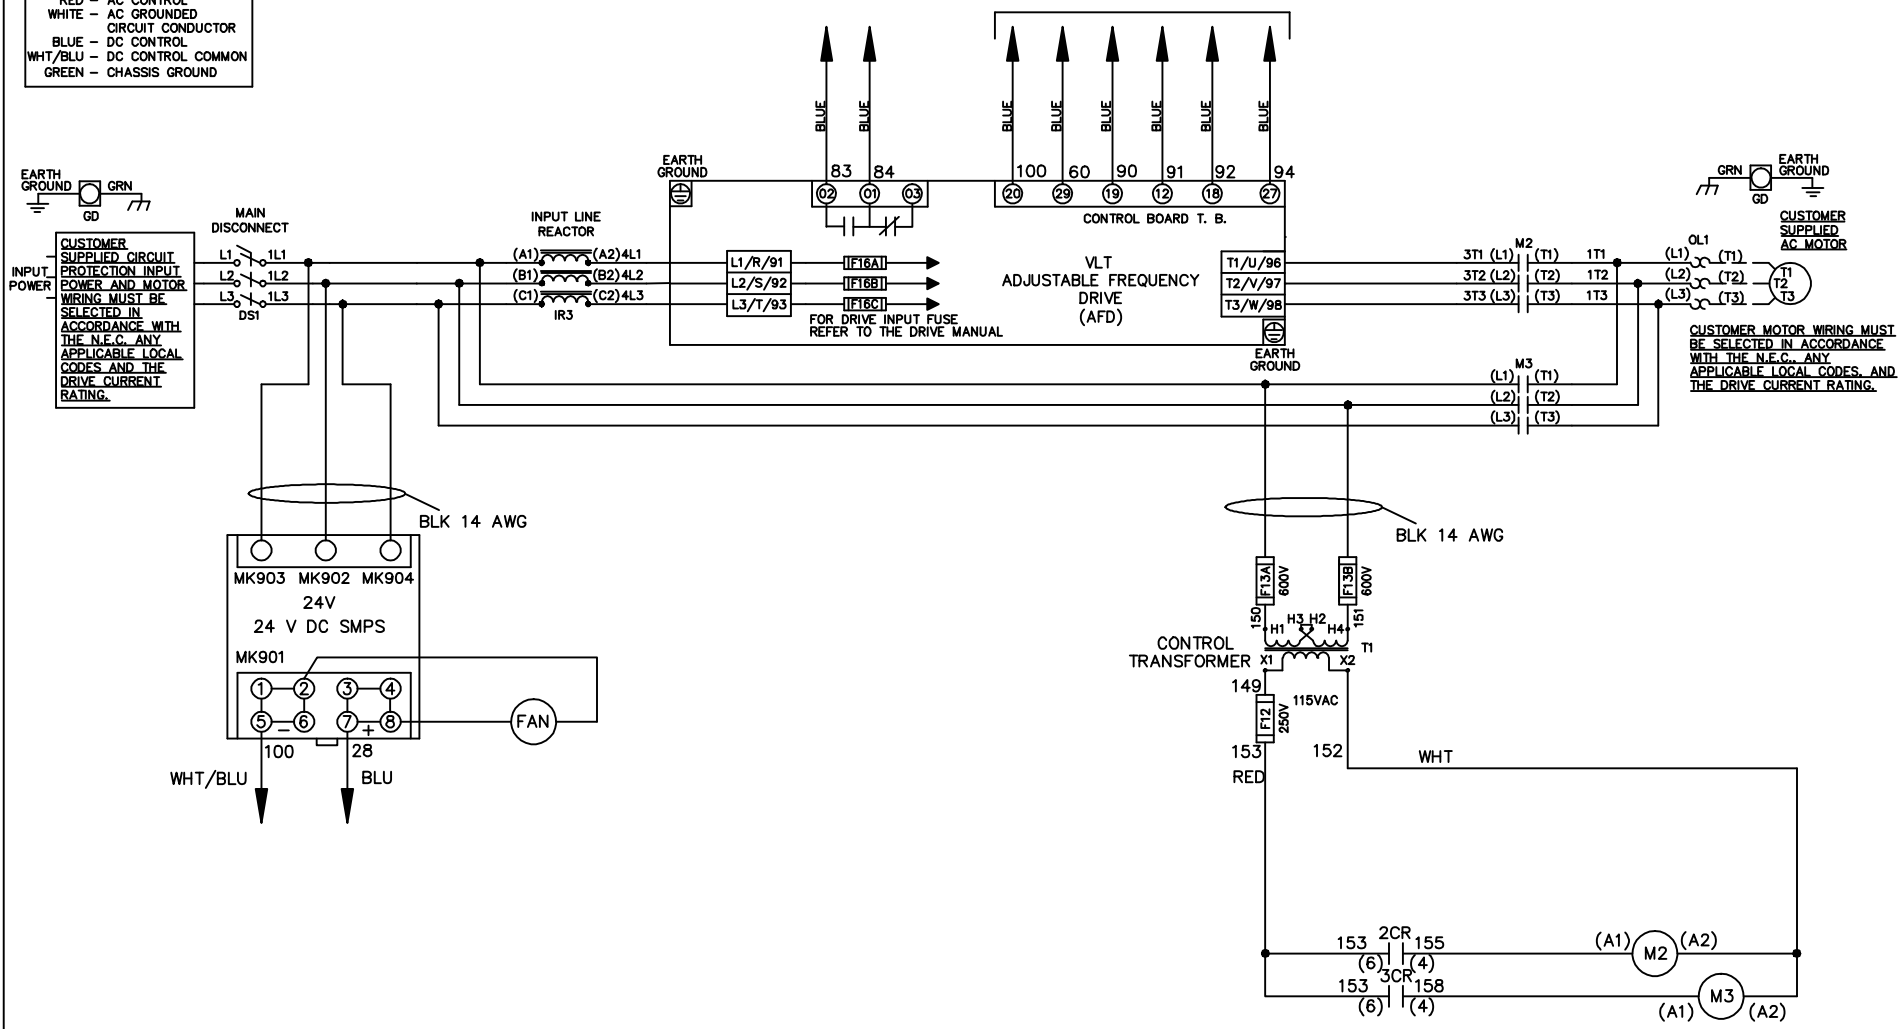 RED – AC CONTROL
WHITE – AC GROUNDED
CIRCUIT CONDUCTOR
BLUE – DC CONTROL
WHT/BLU – DC CONTROL COMMON
GREEN – CHASSIS GROUND
BLUE
BLUE
BLUE
BLUE
BLUE
BLUE
BLUE
BLUE
EARTH
GROUND
GRN
GD
EARTH
GROUND
83
84
100
60
90
91
92
94
02
01
03
20
29
19
12
18
27
CONTROL BOARD T. B.
GRN
EARTH
GROUND
GD
CUSTOMER
SUPPLIED
AC MOTOR
INPUT
POWER
CUSTOMER
SUPPLIED CIRCUIT
PROTECTION INPUT
POWER AND MOTOR
WIRING MUST BE
SELECTED IN
ACCORDANCE WITH
THE N.E.C. ANY
APPLICABLE LOCAL
CODES AND THE
DRIVE CURRENT
RATING.
MAIN
DISCONNECT
L1 1L1
L2 1L2
L3 1L3
DS1
INPUT LINE
REACTOR
(A1) (A2) 4L1
(B1) (B2) 4L2
(C1) (C2) 4L3
IR3
L1/R/91
L2/S/92
L3/T/93
F16A
F16B
F16C
FOR DRIVE INPUT FUSE
REFER TO THE DRIVE MANUAL
VLT
ADJUSTABLE FREQUENCY
DRIVE
(AFD)
T1/U/96
T2/V/97
T3/W/98
EARTH
GROUND
M2
3T1 (L1) (T1) 1T1
3T2 (L2) (T2) 1T2
3T3 (L3) (T3) 1T3
OL1
(L1) (T1)
(L2) (T2)
(L3) (T3)
T1
T2
T3
CUSTOMER MOTOR WIRING MUST
BE SELECTED IN ACCORDANCE
WITH THE N.E.C., ANY
APPLICABLE LOCAL CODES, AND
THE DRIVE CURRENT RATING.
M3
(L1) (T1)
(L2) (T2)
(L3) (T3)
BLK 14 AWG
MK903 MK902 MK904
24V
24 V DC SMPS
MK901
1 2 3 4
5 6 7 8
– +
FAN
100
28
WHT/BLU
BLU
BLK 14 AWG
F13A
600V
F13B
600V
150
151
H1 H3 H2 H4
T1
CONTROL
TRANSFORMER
X1 X2
149
115VAC
F12
250V
153
152
RED
WHT
2CR
153 155
(6) (4)
(A1) M2 (A2)
3CR
153 158
(6) (4)
(A1) M3 (A2)